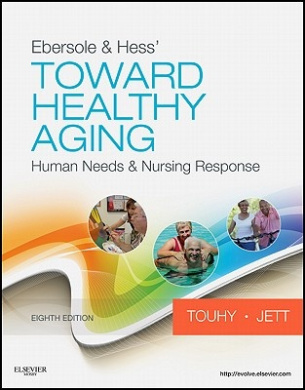 Ebersole & Hess'
TOWARD
HEALTHY
AGING
Human Needs & Nursing Response
EIGHTH EDITION
TOUHY • JETT
ELSEVIER
MOSBY
http://evolve.elsevier.com